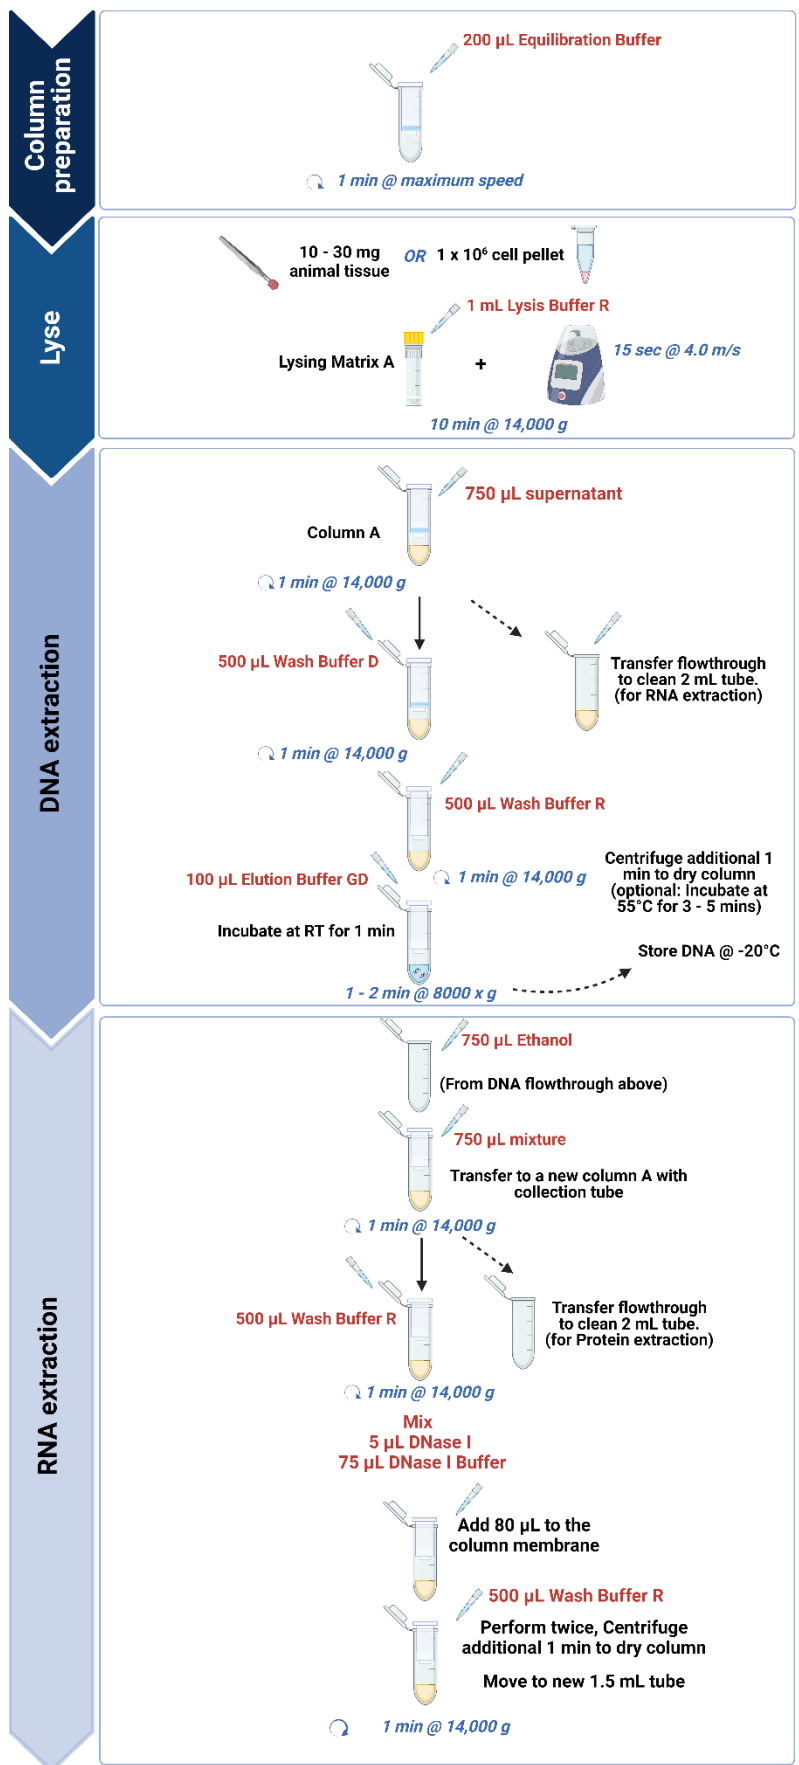 Column
preparation
200 µL Equilibration Buffer
1 min @ maximum speed
Lyse
10 - 30 mg
animal tissue
OR
1 x 10⁶ cell pellet
1 mL Lysis Buffer R
Lysing Matrix A
+
15 sec @ 4.0 m/s
10 min @ 14,000 g
DNA extraction
750 µL supernatant
Column A
1 min @ 14,000 g
500 µL Wash Buffer D
Transfer flowthrough
to clean 2 mL tube.
(for RNA extraction)
1 min @ 14,000 g
500 µL Wash Buffer R
1 min @ 14,000 g
Centrifuge additional 1
min to dry column
(optional: Incubate at
55°C for 3 - 5 mins)
100 µL Elution Buffer GD
Incubate at RT for 1 min
Store DNA @ -20°C
1 - 2 min @ 8000 x g
RNA extraction
750 µL Ethanol
(From DNA flowthrough above)
750 µL mixture
Transfer to a new column A with
collection tube
1 min @ 14,000 g
500 µL Wash Buffer R
Transfer flowthrough
to clean 2 mL tube.
(for Protein extraction)
1 min @ 14,000 g
Mix
5 µL DNase I
75 µL DNase I Buffer
Add 80 µL to the
column membrane
500 µL Wash Buffer R
Perform twice, Centrifuge
additional 1 min to dry column
Move to new 1.5 mL tube
1 min @ 14,000 g